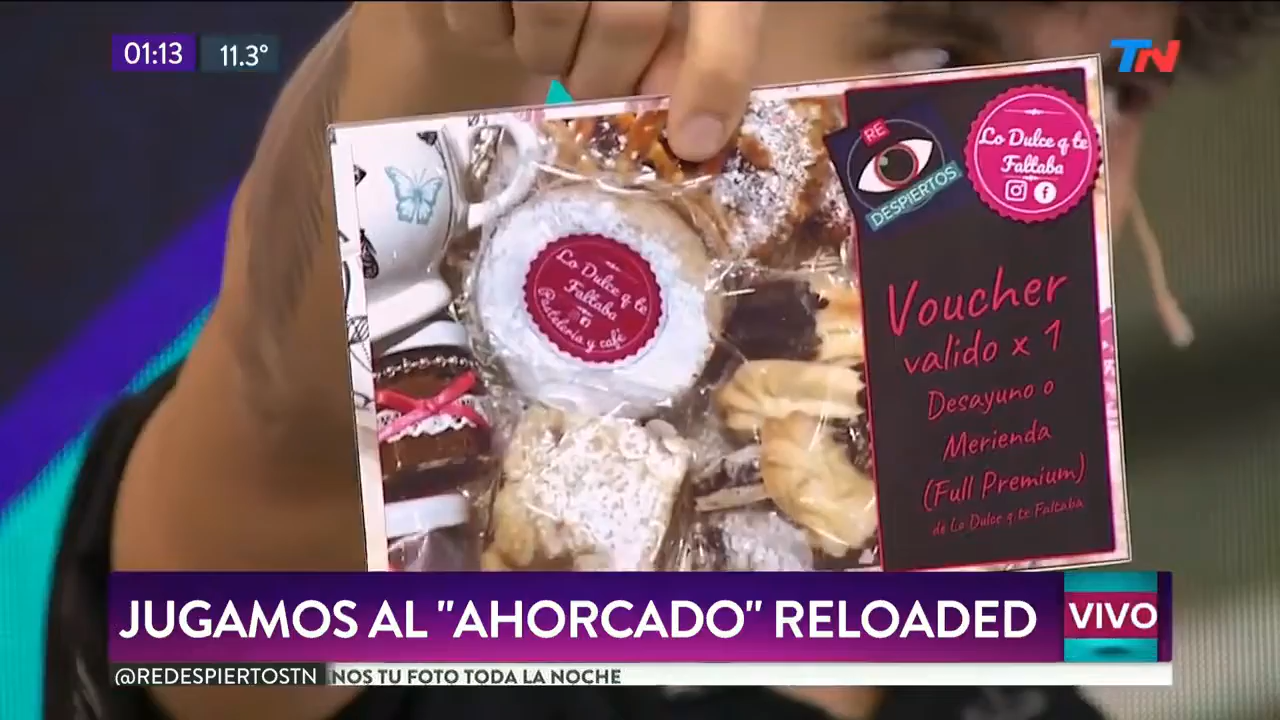 01:13
11.3°
TN
RE
DESPIERTOS
Lo Dulce q te
Faltaba
Lo Dulce q te
Faltaba
Pastelería y café
Voucher
valido x 1
Desayuno o
Merienda
(Full Premium)
de Lo Dulce q te Faltaba
JUGAMOS AL "AHORCADO" RELOADED
VIVO
@REDESPIERTOSTN
NOS TU FOTO TODA LA NOCHE